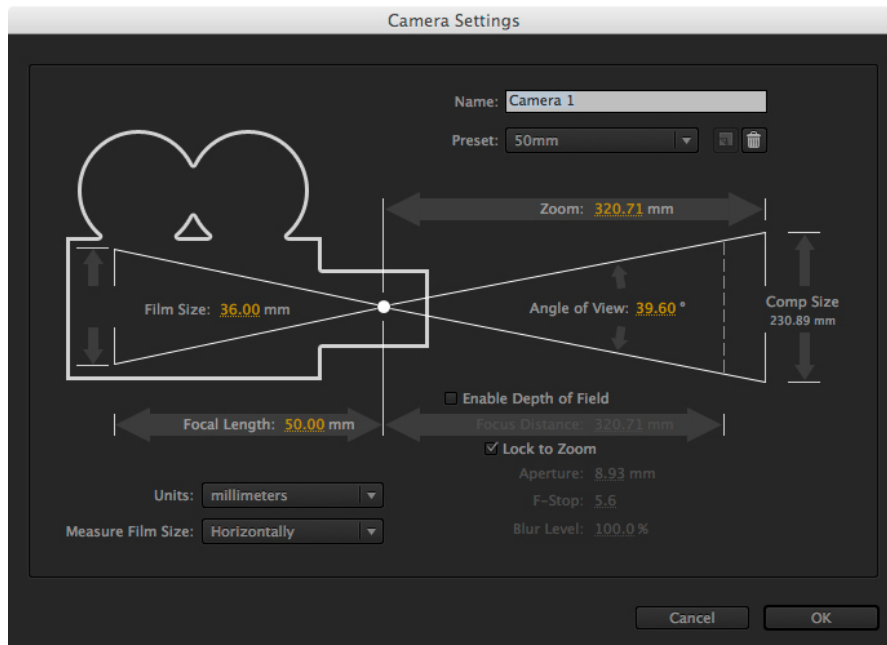 Camera Settings
Name: Camera 1
Preset: 50mm
Zoom: 320.71 mm
Film Size: 36.00 mm
Angle of View: 39.60 °
Comp Size
230.89 mm
Enable Depth of Field
Focal Length: 50.00 mm
Focus Distance: 320.71 mm
Lock to Zoom
Aperture: 8.93 mm
Units: millimeters
F-Stop: 5.6
Measure Film Size: Horizontally
Blur Level: 100.0 %
Cancel
OK